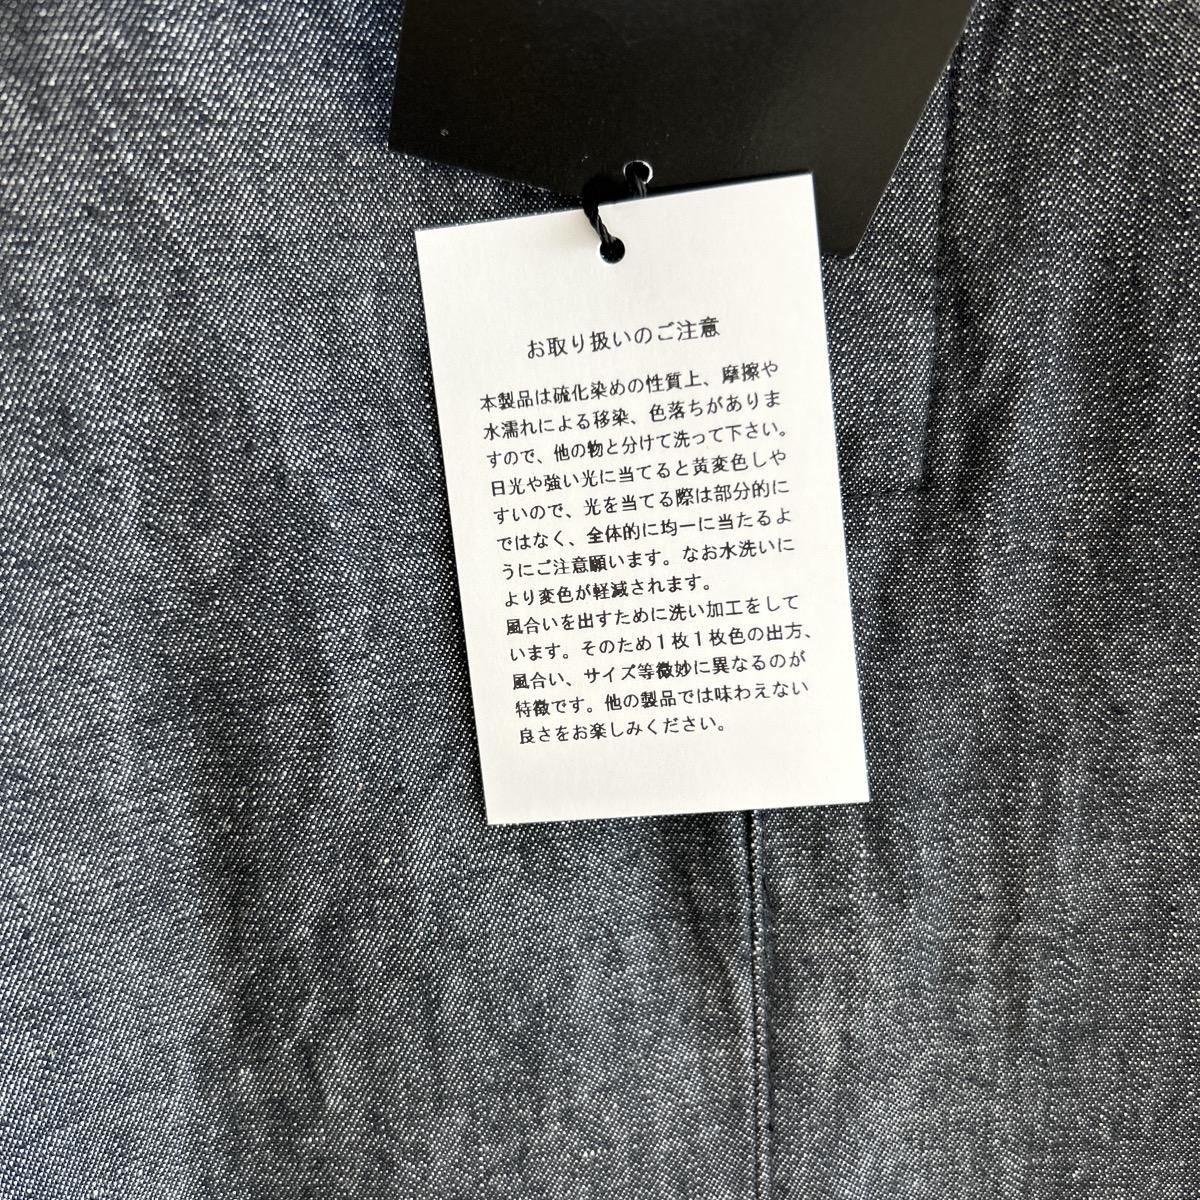 お取り扱いのご注意
本製品は硫化染めの性質上、摩擦や
水濡れによる移染、色落ちがありま
すので、他の物と分けて洗って下さい。
日光や強い光に当てると黄変色しや
すいので、光を当てる際は部分的に
ではなく、全体的に均一に当たるよ
うにご注意願います。なお水洗いに
より変色が軽減されます。
風合いを出すために洗い加工をして
います。そのため1枚1枚色の出方、
風合い、サイズ等微妙に異なるのが
特徴です。他の製品では味わえない
良さをお楽しみください。